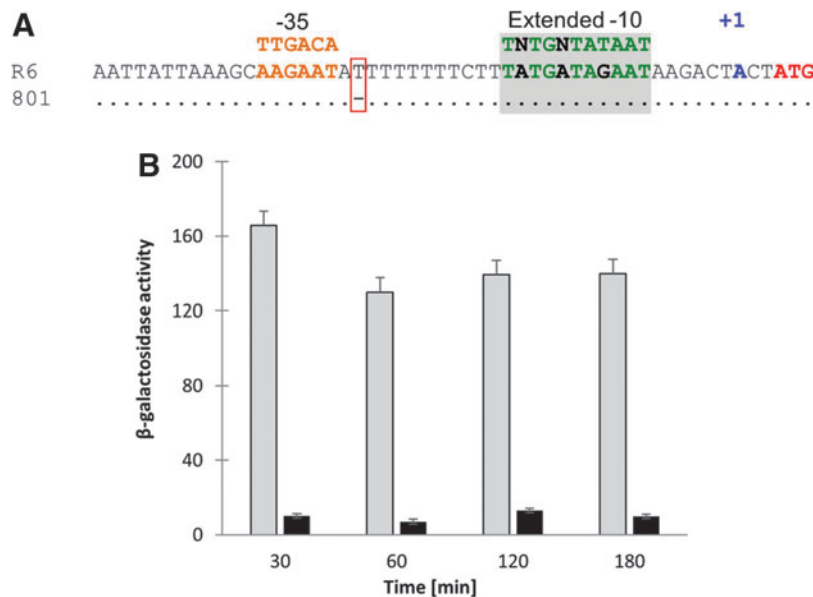 A
-35
Extended -10
+1
TTGACA
TNTGNTATAAT
R6 AATTATTAAAGCAAGAATATTTTTTTTCTTTATGATAGAATAAGACTACTATG
801 ...................-.................................
B
200
160
120
80
40
0
β-galactosidase activity
30
60
120
180
Time [min]